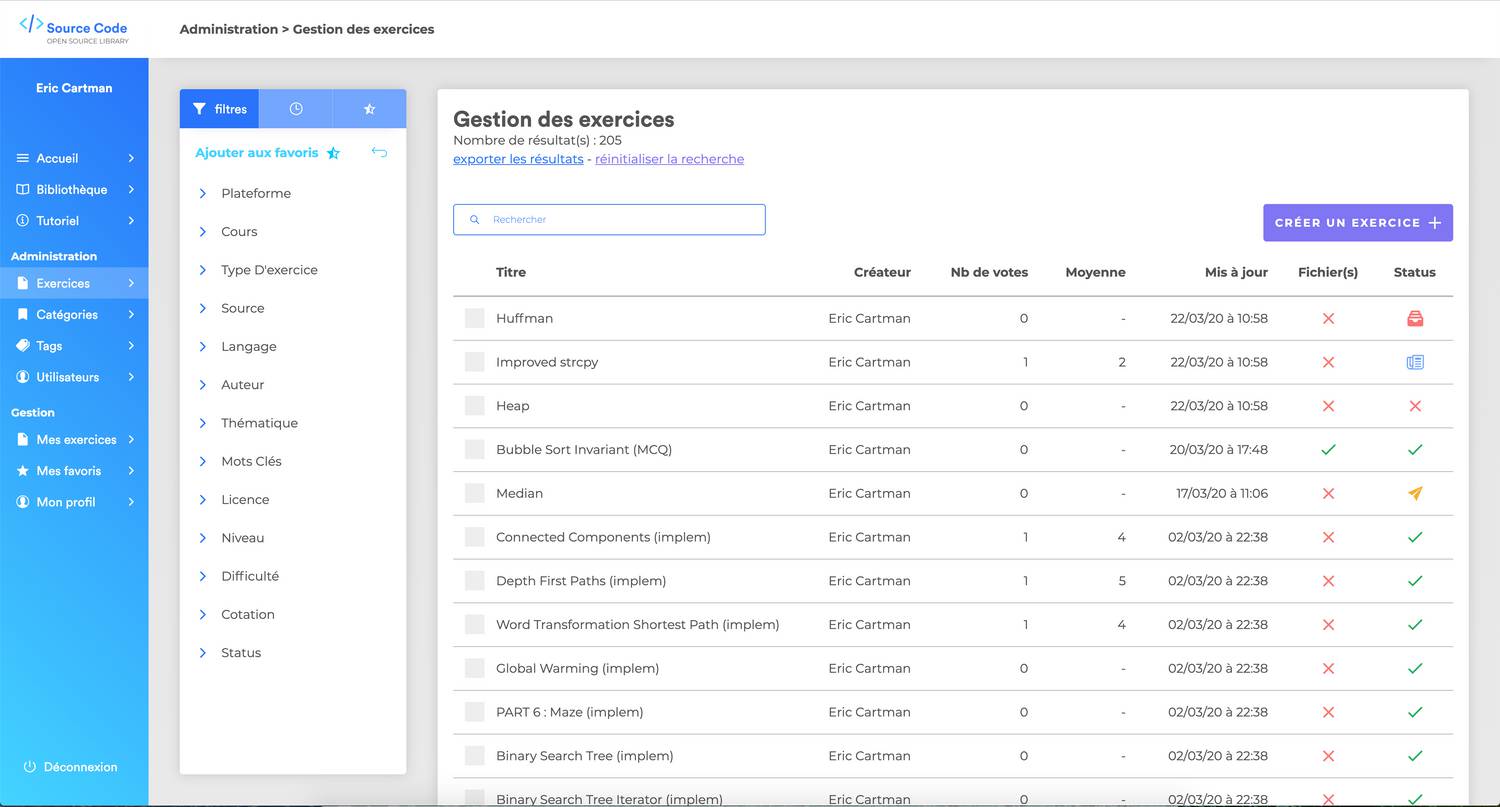 Source Code
OPEN SOURCE LIBRARY
Administration > Gestion des exercices
Eric Cartman
Accueil
Bibliothèque
Tutoriel
Administration
Exercices
Catégories
Tags
Utilisateurs
Gestion
Mes exercices
Mes favoris
Mon profil
Déconnexion
filtres
Ajouter aux favoris
Plateforme
Cours
Type D'exercice
Source
Langage
Auteur
Thématique
Mots Clés
Licence
Niveau
Difficulté
Cotation
Status
Gestion des exercices
Nombre de résultat(s) : 205
exporter les résultats - réinitialiser la recherche
Rechercher
CRÉER UN EXERCICE
Titre Créateur Nb de votes Moyenne Mis à jour Fichier(s) Status
Huffman Eric Cartman 0 - 22/03/20 à 10:58
Improved strcpy Eric Cartman 1 2 22/03/20 à 10:58
Heap Eric Cartman 0 - 22/03/20 à 10:58
Bubble Sort Invariant (MCQ) Eric Cartman 0 - 20/03/20 à 17:48
Median Eric Cartman 0 - 17/03/20 à 11:06
Connected Components (implem) Eric Cartman 1 4 02/03/20 à 22:38
Depth First Paths (implem) Eric Cartman 1 5 02/03/20 à 22:38
Word Transformation Shortest Path (implem) Eric Cartman 1 4 02/03/20 à 22:38
Global Warming (implem) Eric Cartman 0 - 02/03/20 à 22:38
PART 6 : Maze (implem) Eric Cartman 0 - 02/03/20 à 22:38
Binary Search Tree (implem) Eric Cartman 0 - 02/03/20 à 22:38
Binary Search Tree Iterator (implem) Eric Cartman 0 - 02/03/20 à 22:38